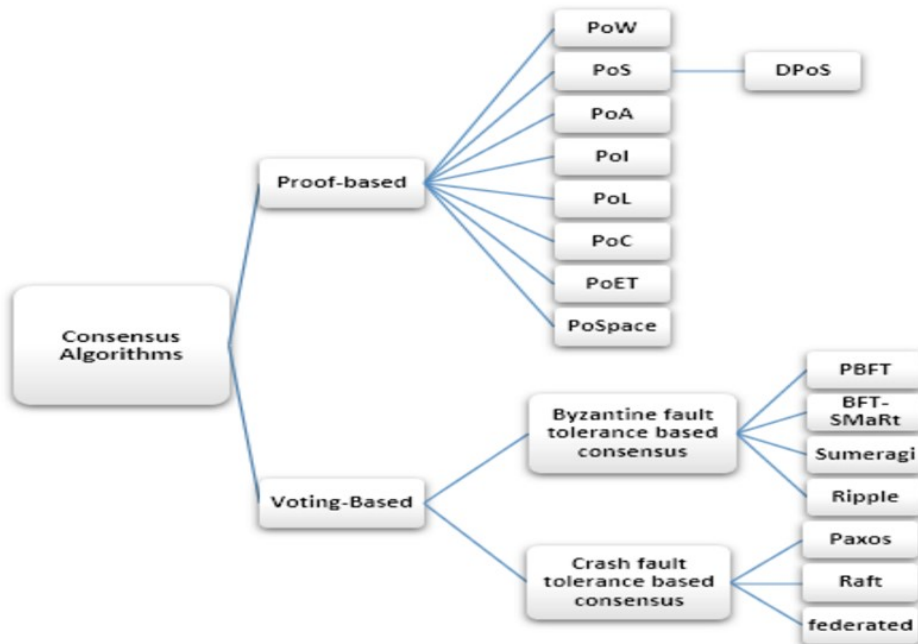 PoW
PoS
DPoS
PoA
PoI
Proof-based
PoL
PoC
PoET
PoSpace
Consensus
Algorithms
PBFT
Byzantine fault
tolerance based
consensus
BFT-
SMaRt
Sumeragi
Voting-Based
Ripple
Crash fault
tolerance based
consensus
Paxos
Raft
federated